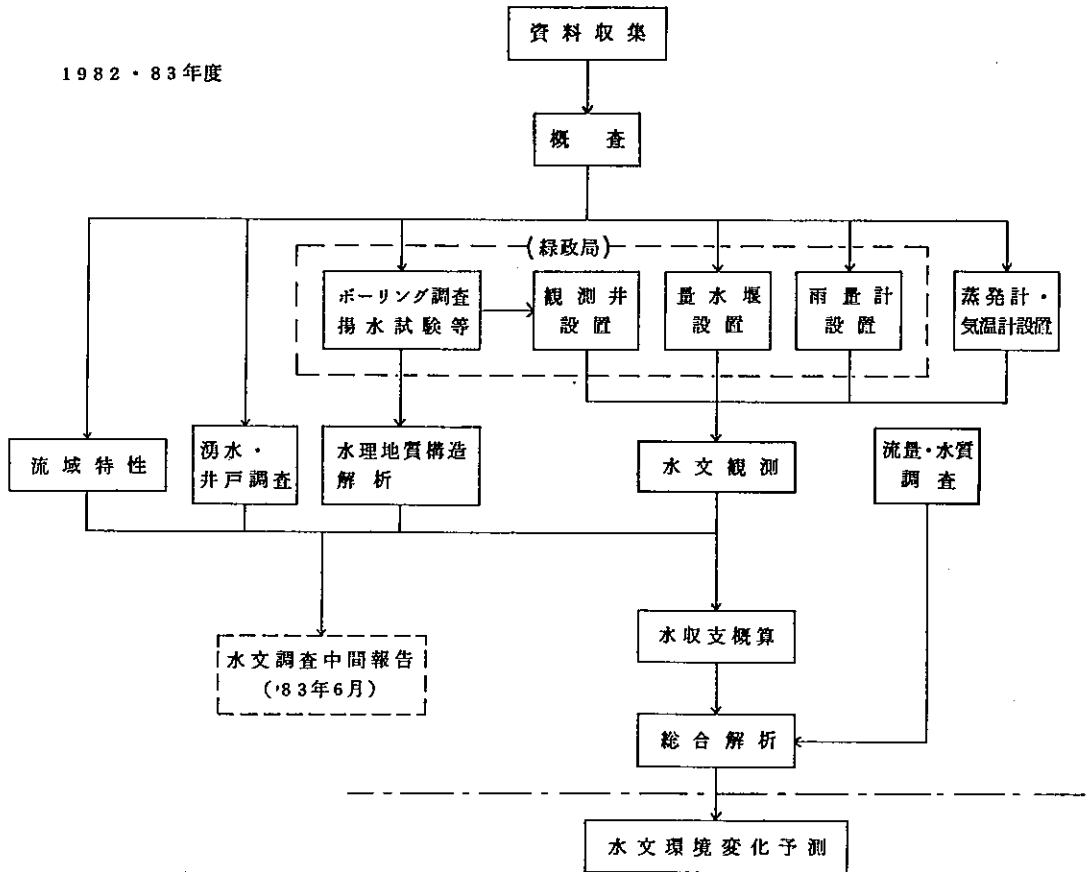 資料収集
1982・83年度
概査
(緑政局)
ボーリング調査
揚水試験等
観測井
設置
量水堰
設置
雨量計
設置
蒸発計・
気温計設置
流域特性
湧水・
井戸調査
水理地質構造
解析
水文観測
流量・水質
調査
水収支概算
水文調査中間報告
('83年6月)
総合解析
水文環境変化予測